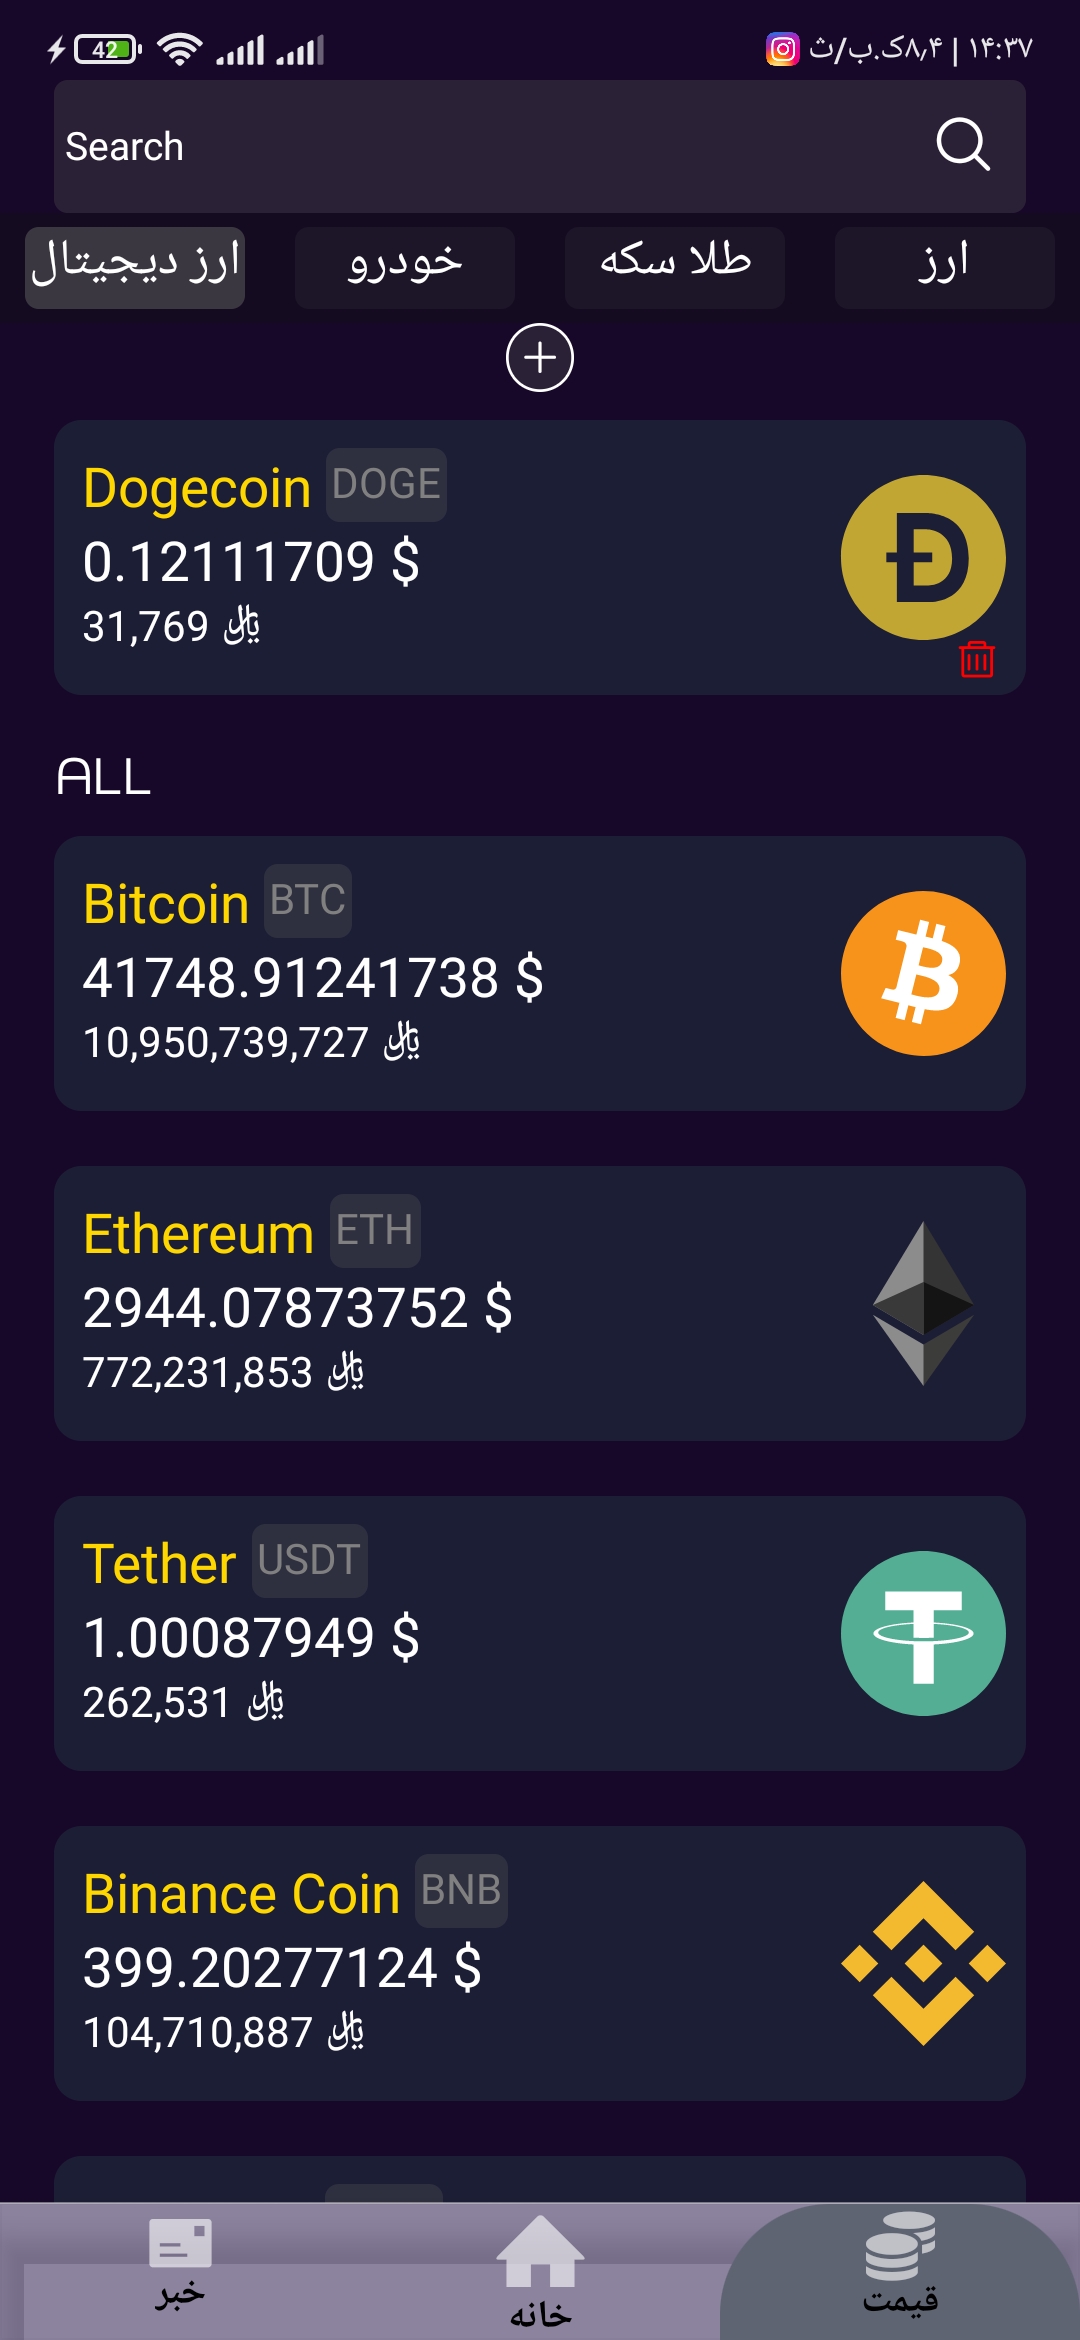 42
۱۴:۳۷ | ۸٫۴ک.ب/ث
Search
ارز دیجیتال
خودرو
طلا سکه
ارز
Dogecoin DOGE
0.12111709 $
31,769 ﷼
ALL
Bitcoin BTC
41748.91241738 $
10,950,739,727 ﷼
Ethereum ETH
2944.07873752 $
772,231,853 ﷼
Tether USDT
1.00087949 $
262,531 ﷼
Binance Coin BNB
399.20277124 $
104,710,887 ﷼
خبر
خانه
قیمت